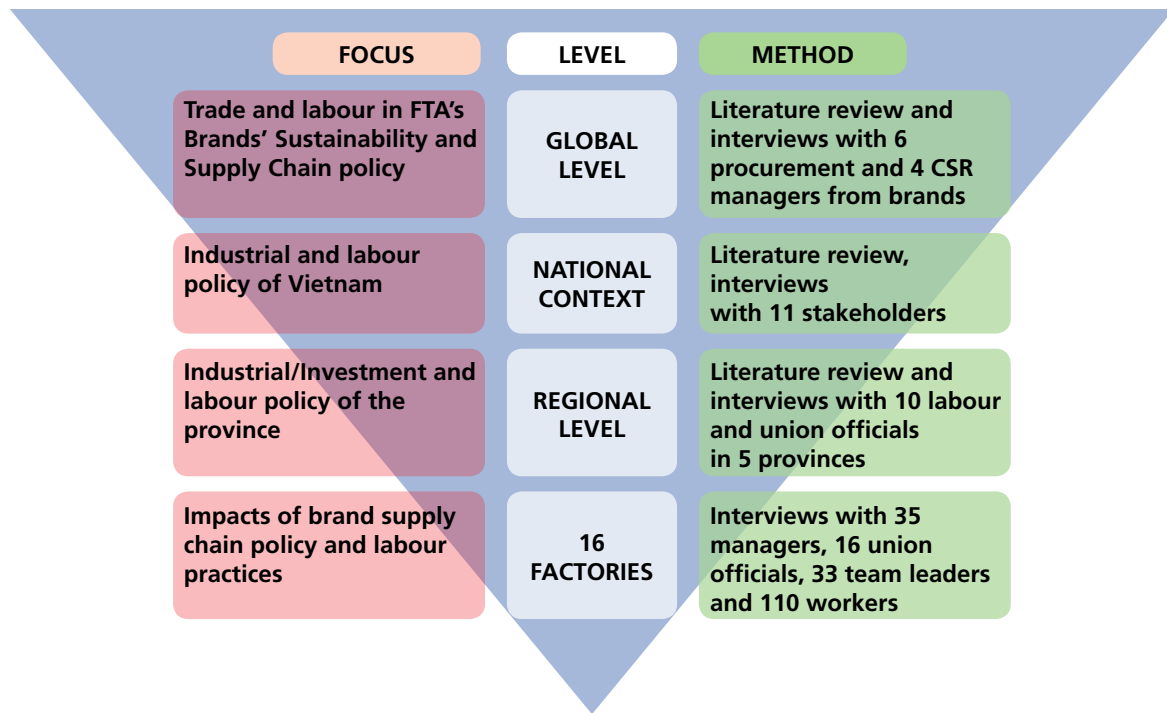 FOCUS
LEVEL
METHOD
Trade and labour in FTA's
Brands' Sustainability and
Supply Chain policy
GLOBAL
LEVEL
Literature review and
interviews with 6
procurement and 4 CSR
managers from brands
Industrial and labour
policy of Vietnam
NATIONAL
CONTEXT
Literature review,
interviews
with 11 stakeholders
Industrial/Investment and
labour policy of the
province
REGIONAL
LEVEL
Literature review and
interviews with 10 labour
and union officials
in 5 provinces
Impacts of brand supply
chain policy and labour
practices
16
FACTORIES
Interviews with 35
managers, 16 union
officials, 33 team leaders
and 110 workers